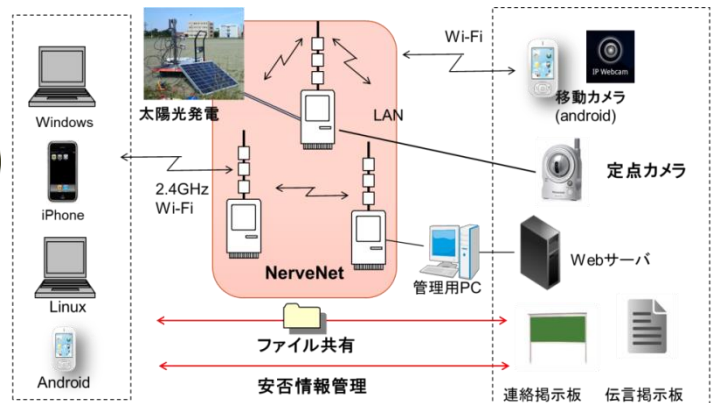 Windows
iPhone
Linux
Android
太陽光発電
LAN
2.4GHz
Wi-Fi
NerveNet
Wi-Fi
IP Webcam
移動カメラ
(android)
定点カメラ
管理用PC
Webサーバ
ファイル共有
安否情報管理
連絡掲示板
伝言掲示板